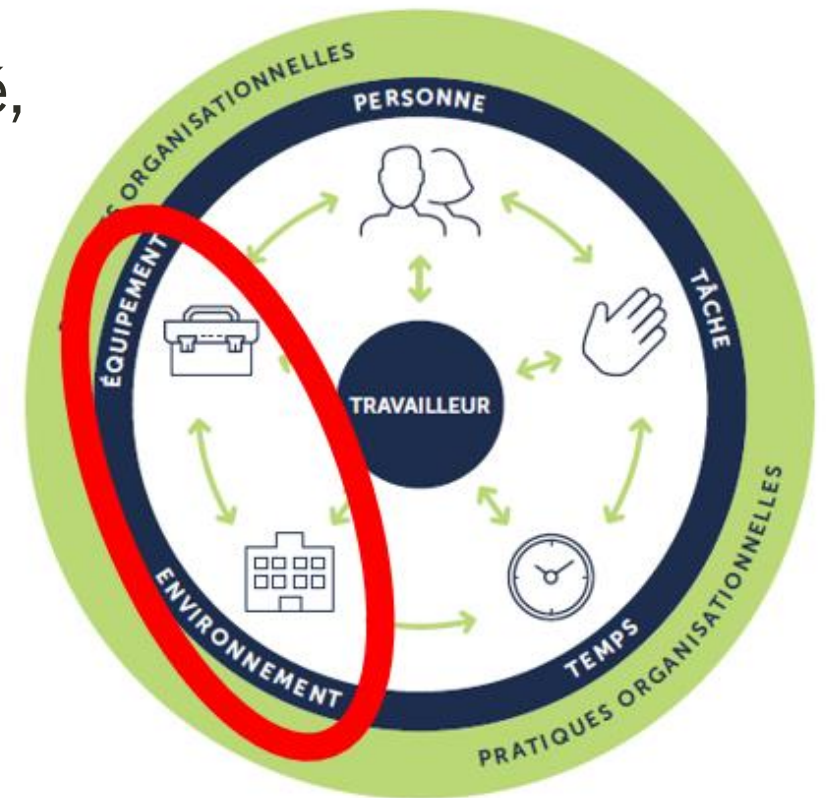 é,
ORGANISATIONNELLES
PERSONNE
ÉQUIPEMENT
TÂCHE
TRAVAILLEUR
ENVIRONNEMENT
TEMPS
PRATIQUES ORGANISATIONNELLES